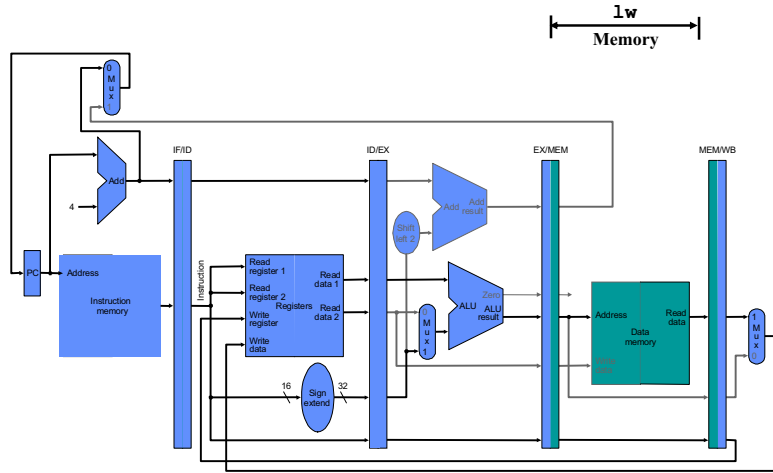 lw
Memory
0
M
u
x
1
IF/ID
ID/EX
EX/MEM
MEM/WB
Add
4
Add
Add
result
Shift
left 2
PC
Address
Instruction
memory
Instruction
Read
register 1
Read
register 2
Write
register
Write
data
Registers
Read
data 1
Read
data 2
0
M
u
x
1
Zero
ALU
ALU
result
Address
Read
data
Data
memory
Write
data
1
M
u
x
0
16
Sign
extend
32